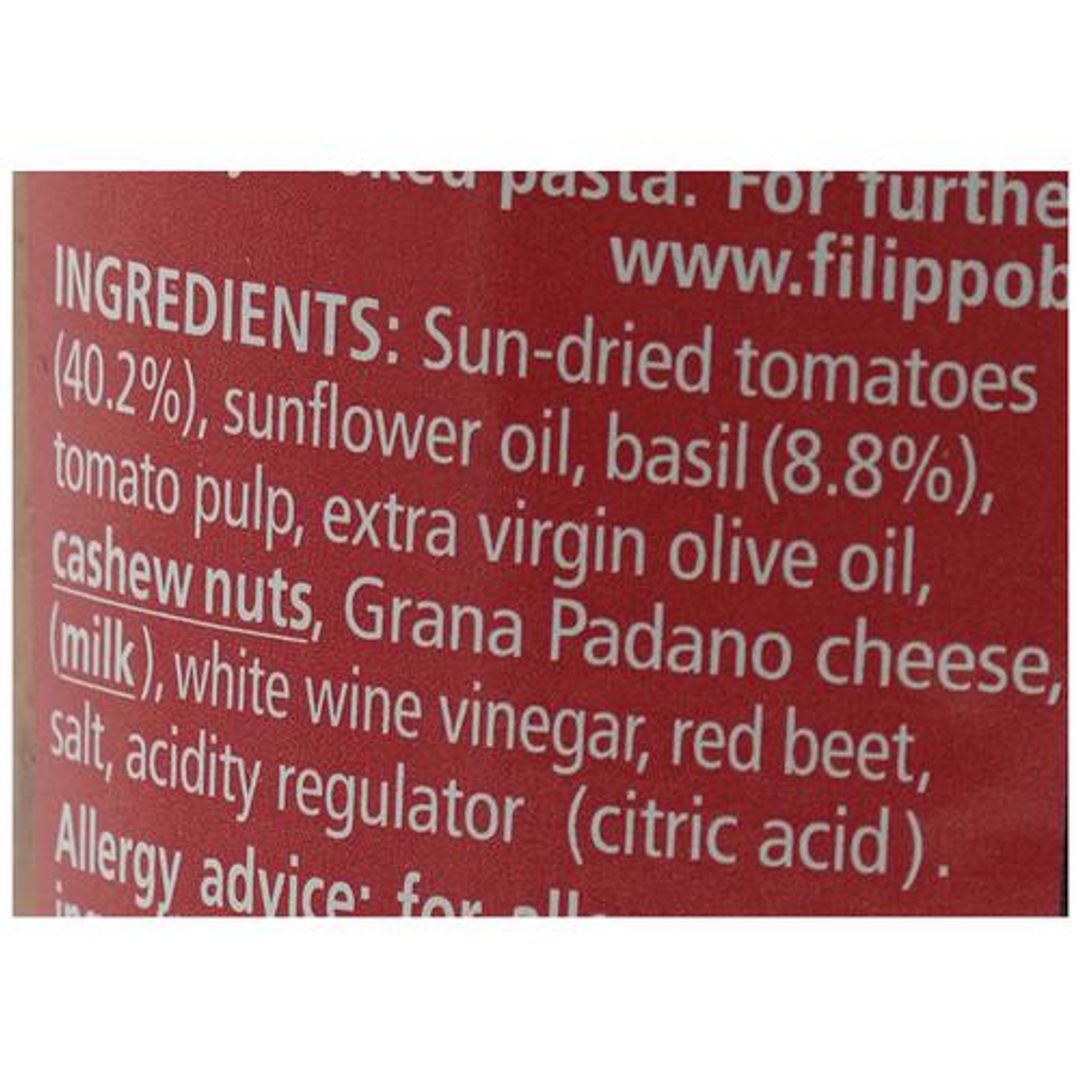 pasta. For furthe
www.filippob
INGREDIENTS: Sun-dried tomatoes
(40.2%), sunflower oil, basil (8.8%),
tomato pulp, extra virgin olive oil,
cashew nuts, Grana Padano cheese,
(milk), white wine vinegar, red beet,
salt, acidity regulator (citric acid).
Allergy advice: for